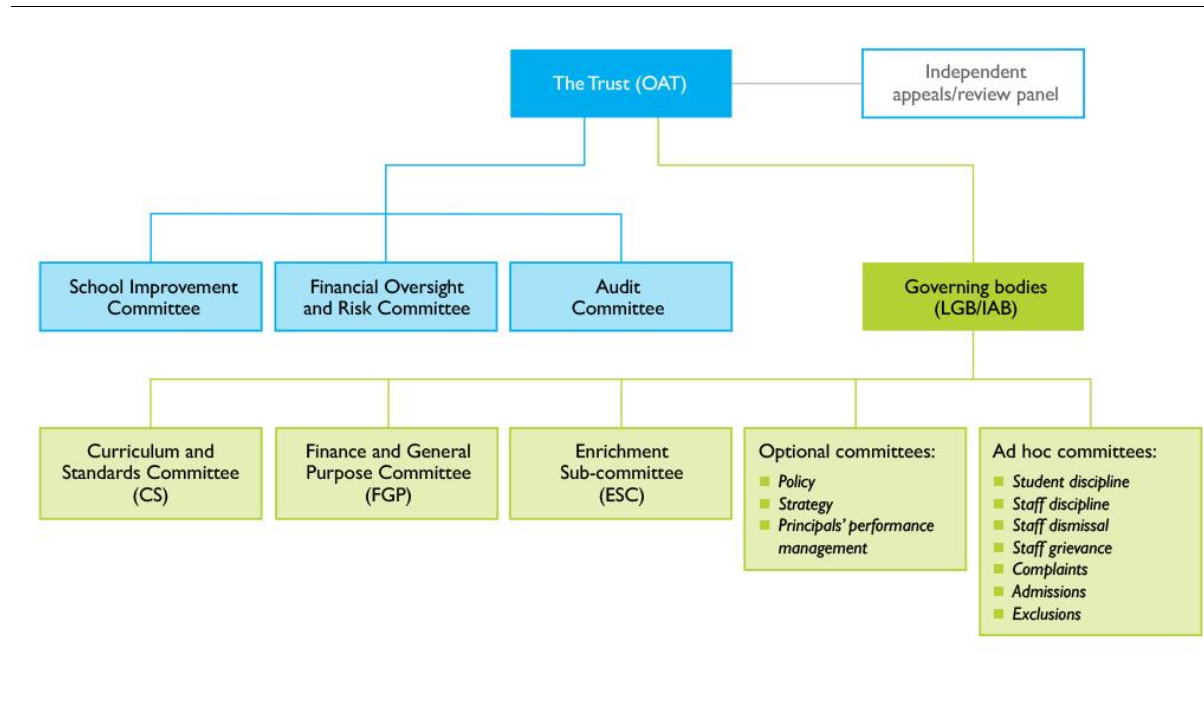 The Trust (OAT)
Independent
appeals/review panel
School Improvement
Committee
Financial Oversight
and Risk Committee
Audit
Committee
Governing bodies
(LGB/IAB)
Curriculum and
Standards Committee
(CS)
Finance and General
Purpose Committee
(FGP)
Enrichment
Sub-committee
(ESC)
Optional committees:
Policy
Strategy
Principals’ performance
management
Ad hoc committees:
Student discipline
Staff discipline
Staff dismissal
Staff grievance
Complaints
Admissions
Exclusions